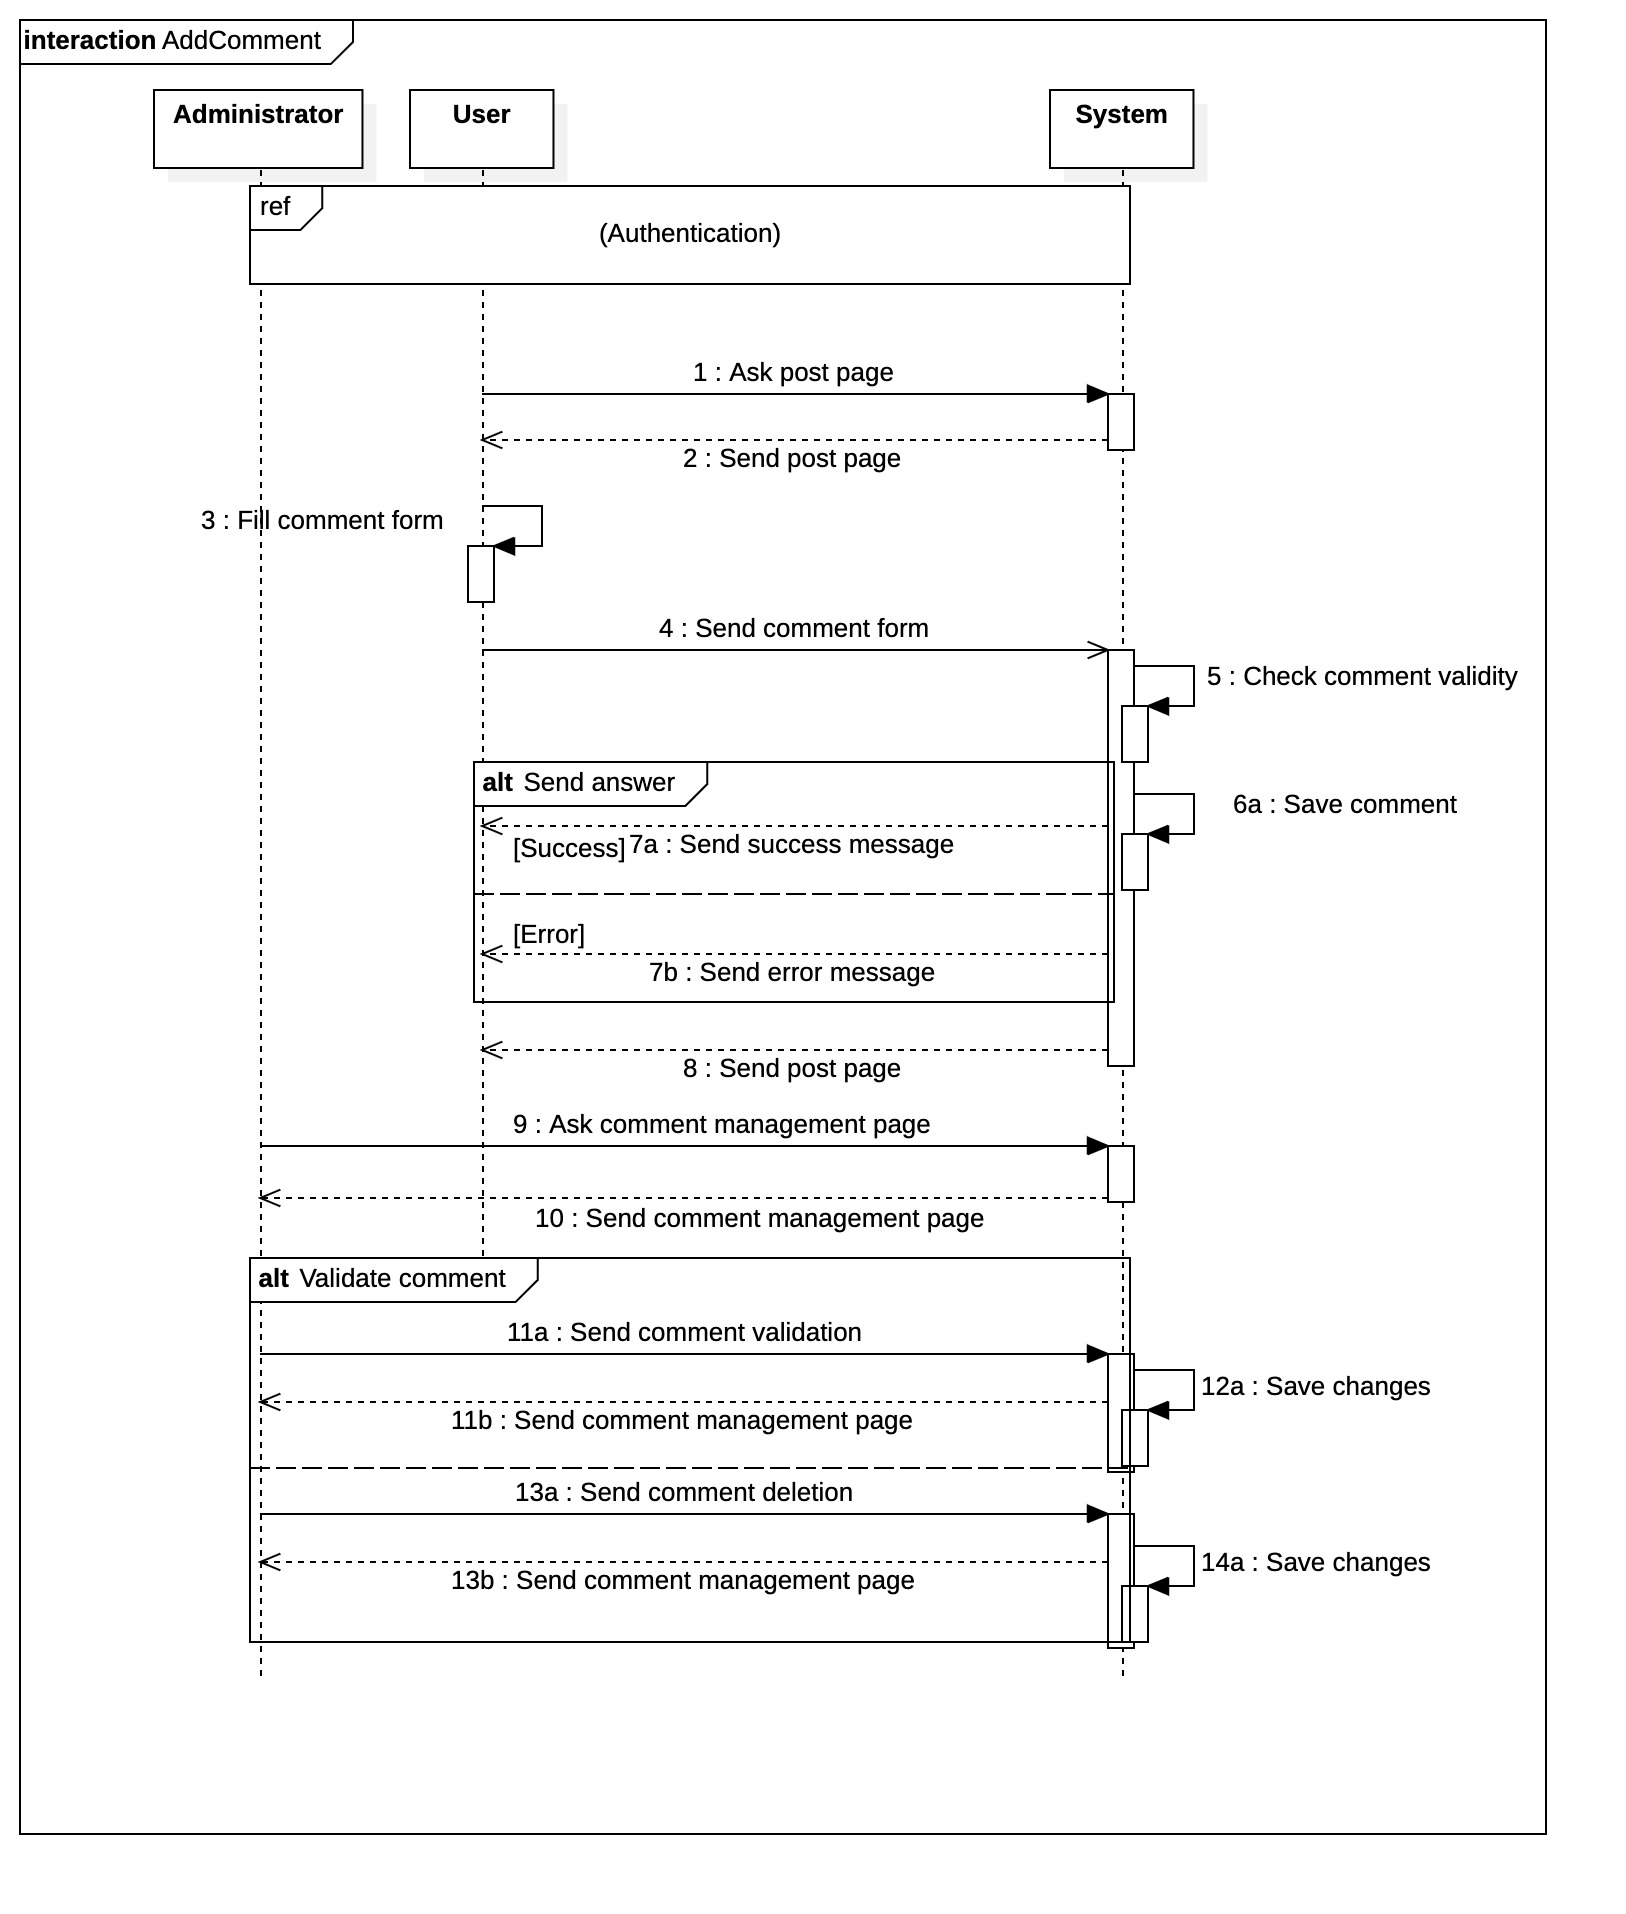 interaction AddComment
Administrator
User
System
ref
(Authentication)
1 : Ask post page
2 : Send post page
3 : Fill comment form
4 : Send comment form
5 : Check comment validity
alt Send answer
6a : Save comment
[Success] 7a : Send success message
[Error]
7b : Send error message
8 : Send post page
9 : Ask comment management page
10 : Send comment management page
alt Validate comment
11a : Send comment validation
12a : Save changes
11b : Send comment management page
13a : Send comment deletion
14a : Save changes
13b : Send comment management page